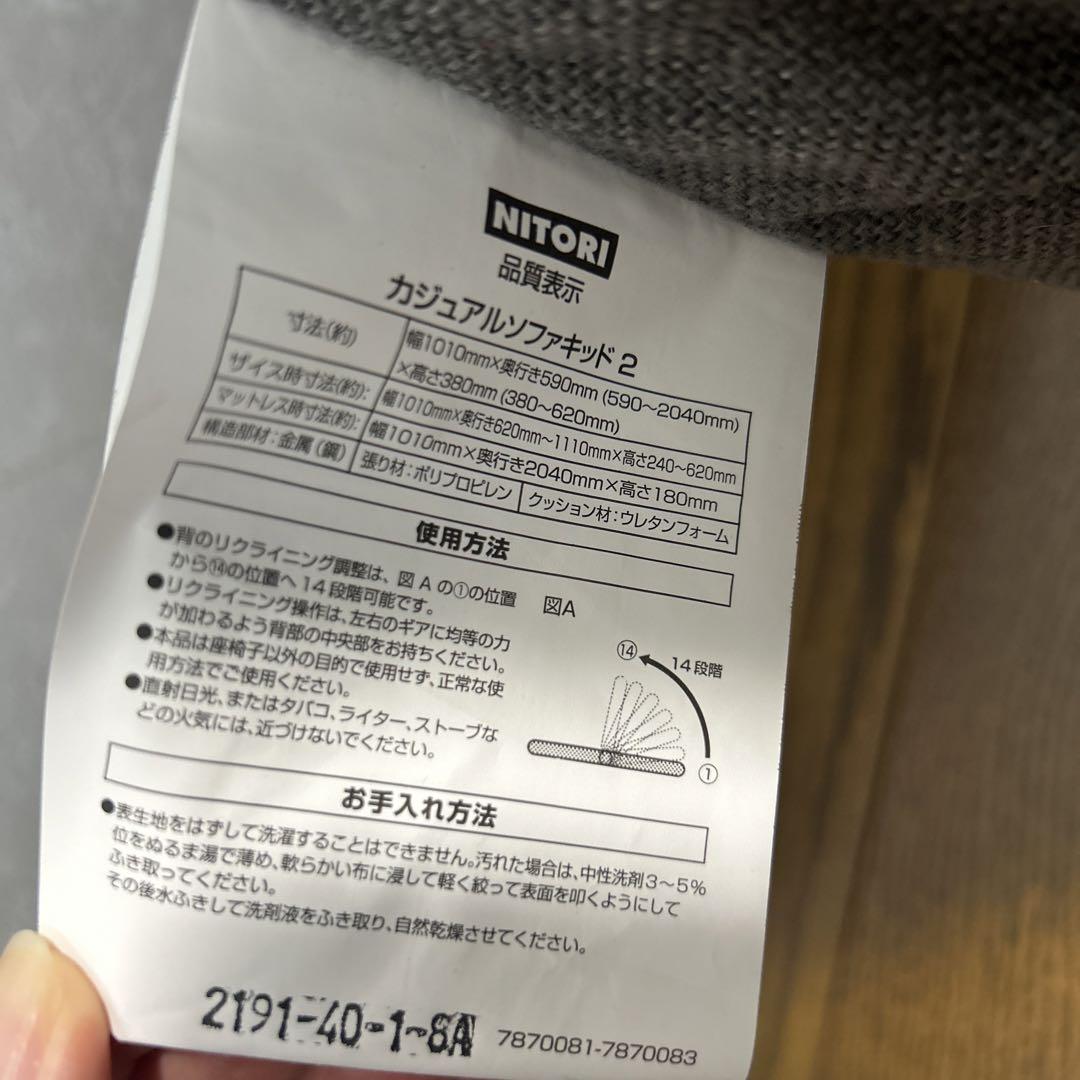 NITORI
品質表示
カジュアルソファキッド2
寸法(約)
幅1010mm×奥行き590mm (590〜2040mm)
×高さ380mm (380〜620mm)
ザイス時寸法(約):
幅1010mm×奥行き620mm〜1110mm×高さ240〜620mm
マットレス時寸法(約):
幅1010mm×奥行き2040mm×高さ180mm
構造部材:金属(鋼)
張り材:ポリプロピレン
クッション材:ウレタンフォーム
使用方法
●背のリクライニング調整は、図Aの①の位置
から⑭の位置へ14段階可能です。
●リクライニング操作は、左右のギアに均等の力
が加わるよう背部の中央部をお持ちください。
●本品は座椅子以外の目的で使用せず、正常な使
用方法でご使用ください。
●直射日光、またはタバコ、ライター、ストーブな
どの火気には、近づけないでください。
図A
⑭
14段階
①
お手入れ方法
●表生地をはずして洗濯することはできません。汚れた場合は、中性洗剤3〜5%
位をぬるま湯で薄め、軟らかい布に浸して軽く絞って表面を叩くようにして
ふき取ってください。
その後水ふきして洗剤液をふき取り、自然乾燥させてください。
2191-40-1-8A
7870081-7870083